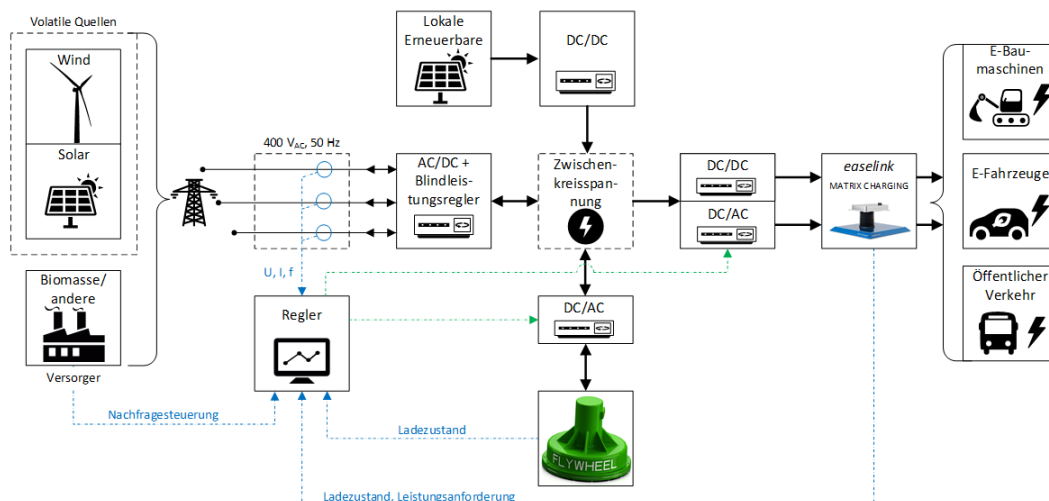 Volatile Quellen
Wind
Solar
Biomasse/
andere
Versorger
Nachfragesteuerung
400 VAC, 50 Hz
U, I, f
Regler
Lokale
Erneuerbare
DC/DC
AC/DC +
Blindleis-
tungsregler
Zwischen-
kreisspan-
nung
DC/AC
FLYWHEEL
Ladezustand
Ladezustand, Leistungsanforderung
DC/DC
DC/AC
easelink
MATRIX CHARGING
E-Bau-
maschinen
E-Fahrzeuge
Öffentlicher
Verkehr